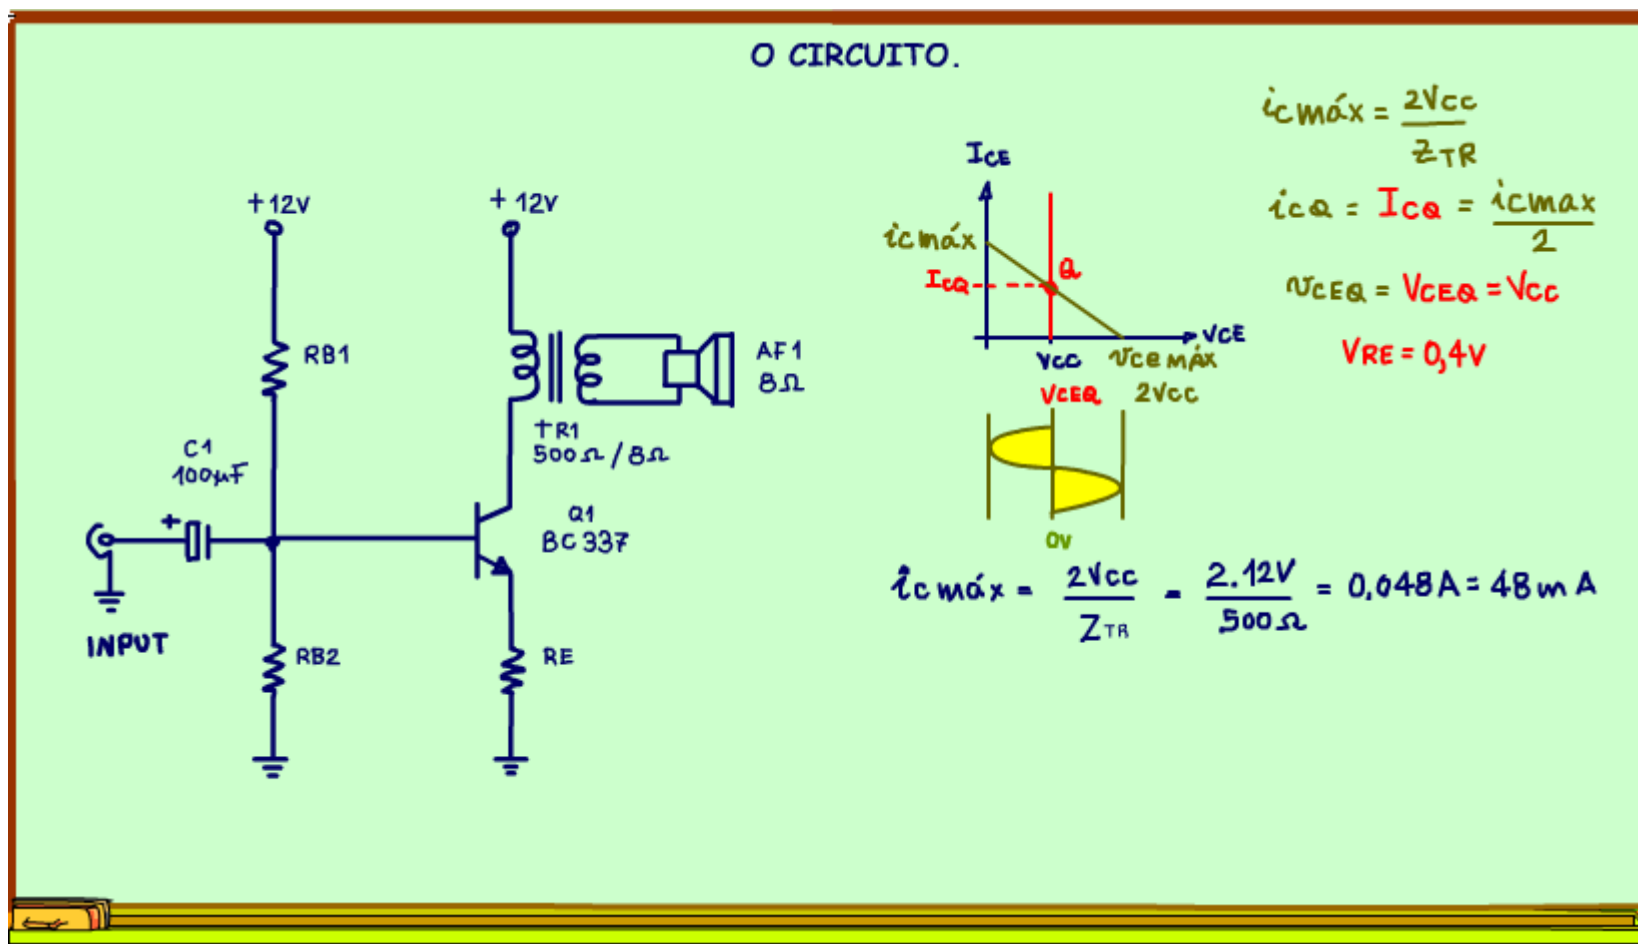 O CIRCUITO.
+12V
+12V
RB1
C1
100µF
AF1
8Ω
TR1
500Ω/8Ω
Q1
BC337
INPUT
RB2
RE
ICE
icmáx
ICQ
Q
VCE
VCC
vce MÁX
VCEQ
2VCC
0V
icmáx = 2Vcc / ZTR
icQ = ICQ = icmax / 2
vCEQ = VCEQ = VCC
VRE = 0,4V
îcmáx = 2Vcc / ZTR = 2.12V / 500Ω = 0,048A = 48mA